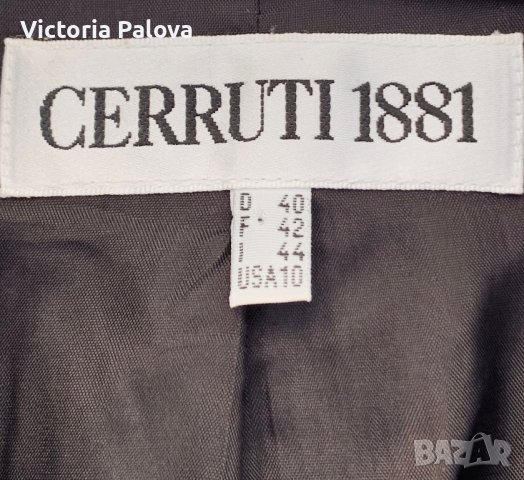 Victoria Palova
CERRUTI 1881
D 40
F 42
I 44
USA10
BAZAR